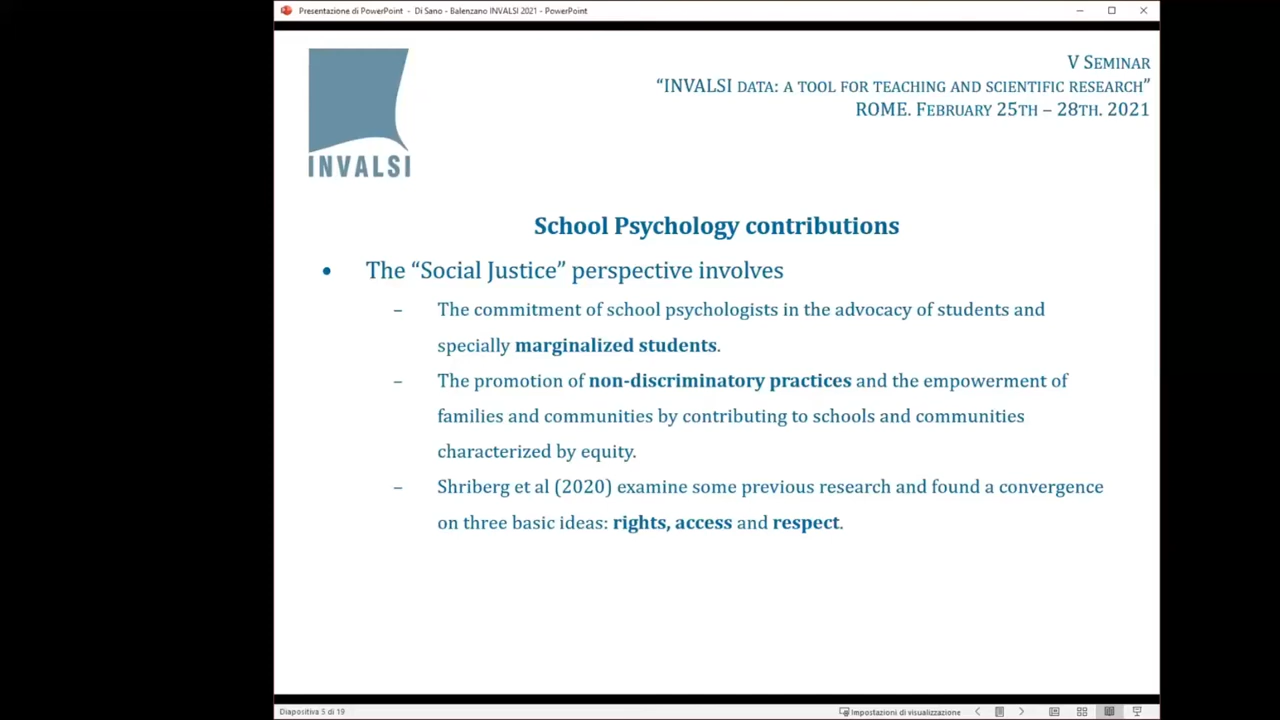 Presentazione di PowerPoint - Di Sano - Balenzano INVALSI 2021 - PowerPoint
INVALSI
V SEMINAR
“INVALSI DATA: A TOOL FOR TEACHING AND SCIENTIFIC RESEARCH”
ROME. FEBRUARY 25TH – 28TH. 2021
School Psychology contributions
• The “Social Justice” perspective involves
– The commitment of school psychologists in the advocacy of students and
specially marginalized students.
– The promotion of non-discriminatory practices and the empowerment of
families and communities by contributing to schools and communities
characterized by equity.
– Shriberg et al (2020) examine some previous research and found a convergence
on three basic ideas: rights, access and respect.
Diapositiva 5 di 19
Impostazioni di visualizzazione